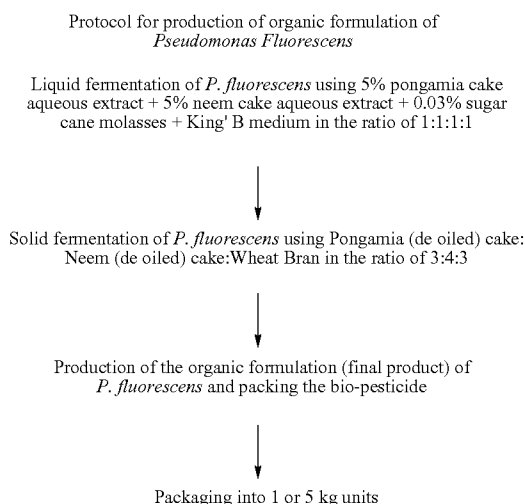 Protocol for production of organic formulation of
Pseudomonas Fluorescens
Liquid fermentation of P. fluorescens using 5% pongamia cake
aqueous extract + 5% neem cake aqueous extract + 0.03% sugar
cane molasses + King' B medium in the ratio of 1:1:1:1
Solid fermentation of P. fluorescens using Pongamia (de oiled) cake:
Neem (de oiled) cake:Wheat Bran in the ratio of 3:4:3
Production of the organic formulation (final product) of
P. fluorescens and packing the bio-pesticide
Packaging into 1 or 5 kg units